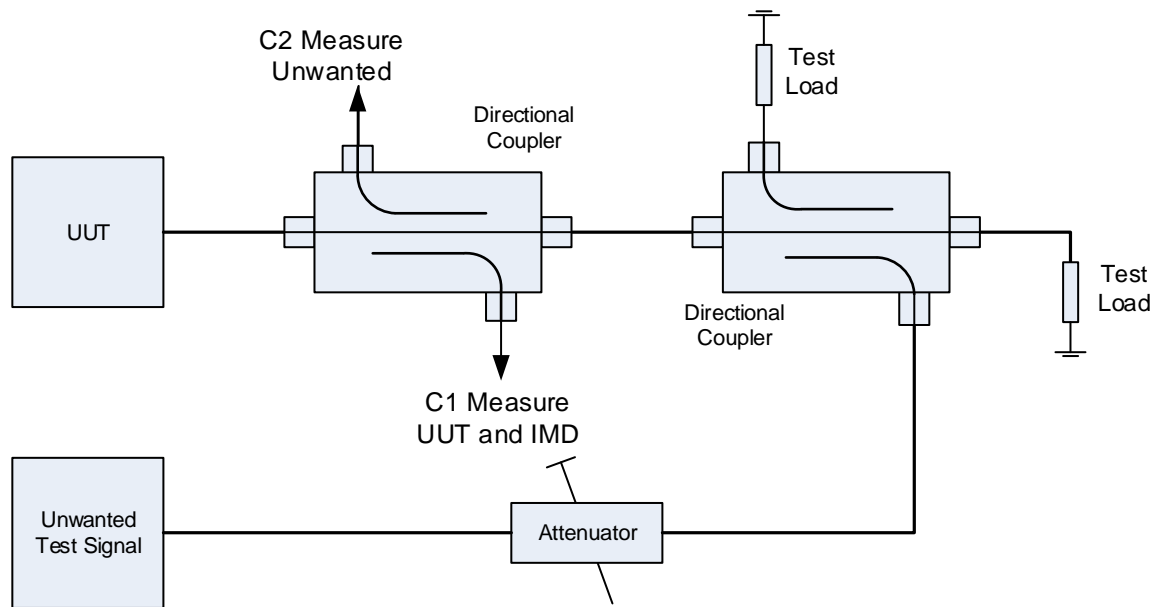 C2 Measure
Unwanted
Directional
Coupler
Test
Load
UUT
Test
Load
Directional
Coupler
C1 Measure
UUT and IMD
Unwanted
Test Signal
Attenuator